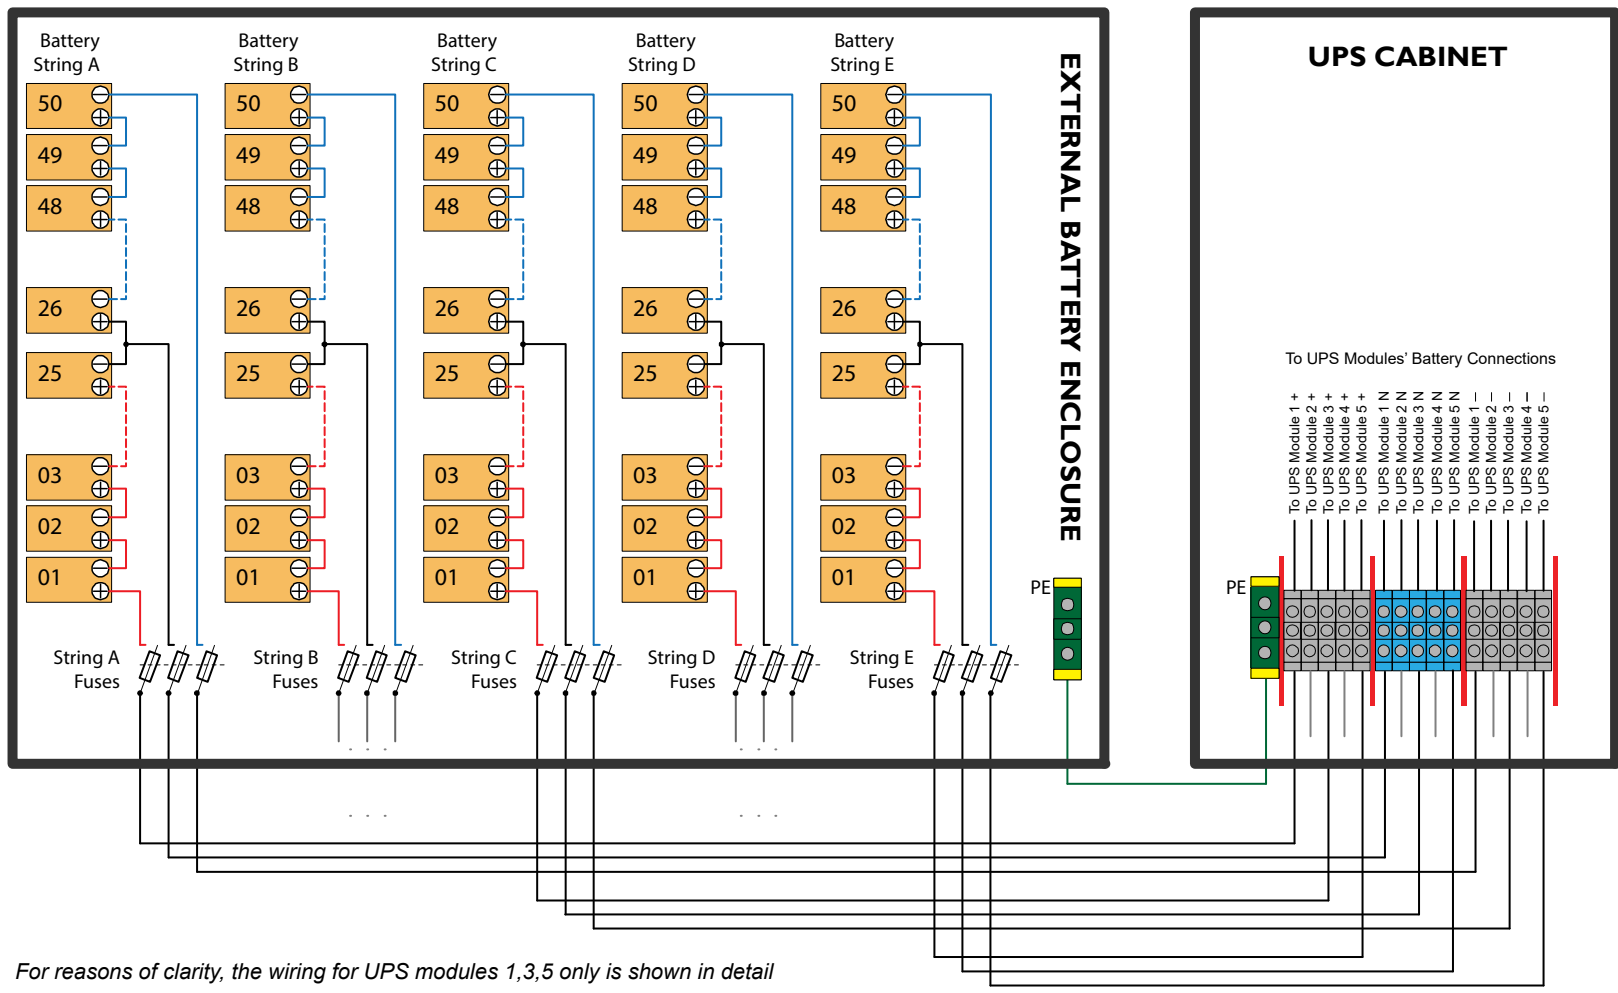 Battery
String A
Battery
String B
Battery
String C
Battery
String D
Battery
String E
50
49
48
26
25
03
02
01
50
49
48
26
25
03
02
01
50
49
48
26
25
03
02
01
50
49
48
26
25
03
02
01
50
49
48
26
25
03
02
01
String A
Fuses
String B
Fuses
String C
Fuses
String D
Fuses
String E
Fuses
EXTERNAL BATTERY ENCLOSURE
PE
UPS CABINET
To UPS Modules’ Battery Connections
To UPS Module 1 +
To UPS Module 2 +
To UPS Module 3 +
To UPS Module 4 +
To UPS Module 5 +
To UPS Module 1 N
To UPS Module 2 N
To UPS Module 3 N
To UPS Module 4 N
To UPS Module 5 N
To UPS Module 1 –
To UPS Module 2 –
To UPS Module 3 –
To UPS Module 4 –
To UPS Module 5 –
PE
For reasons of clarity, the wiring for UPS modules 1,3,5 only is shown in detail